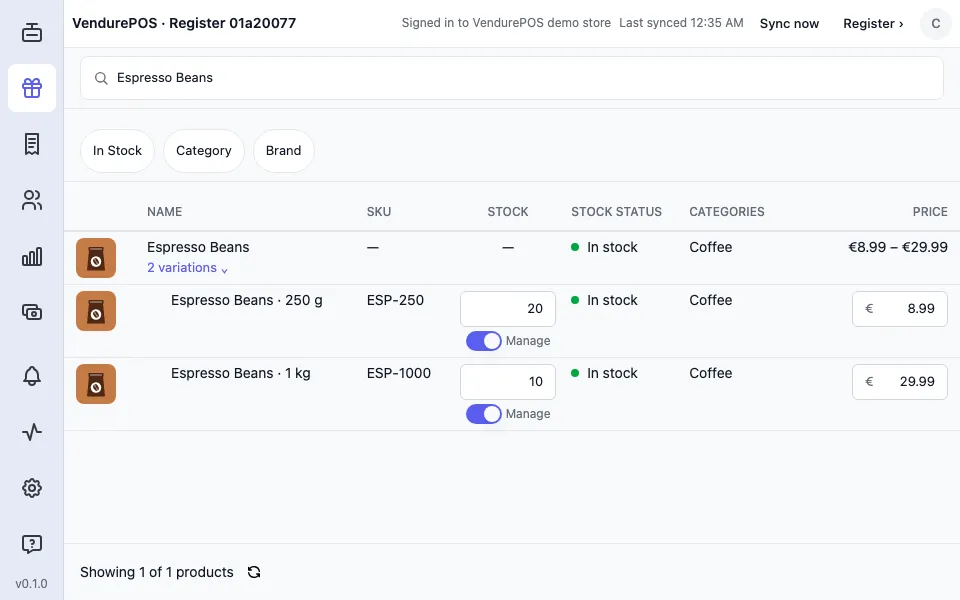 VendurePOS · Register 01a20077
Signed in to VendurePOS demo store Last synced 12:35 AM Sync now Register › C
Espresso Beans
In Stock Category Brand
NAME SKU STOCK STOCK STATUS CATEGORIES PRICE
Espresso Beans — — In stock Coffee €8.99 – €29.99
2 variations
Espresso Beans · 250 g ESP-250 20 In stock Coffee € 8.99
Manage
Espresso Beans · 1 kg ESP-1000 10 In stock Coffee € 29.99
Manage
Showing 1 of 1 products
v0.1.0